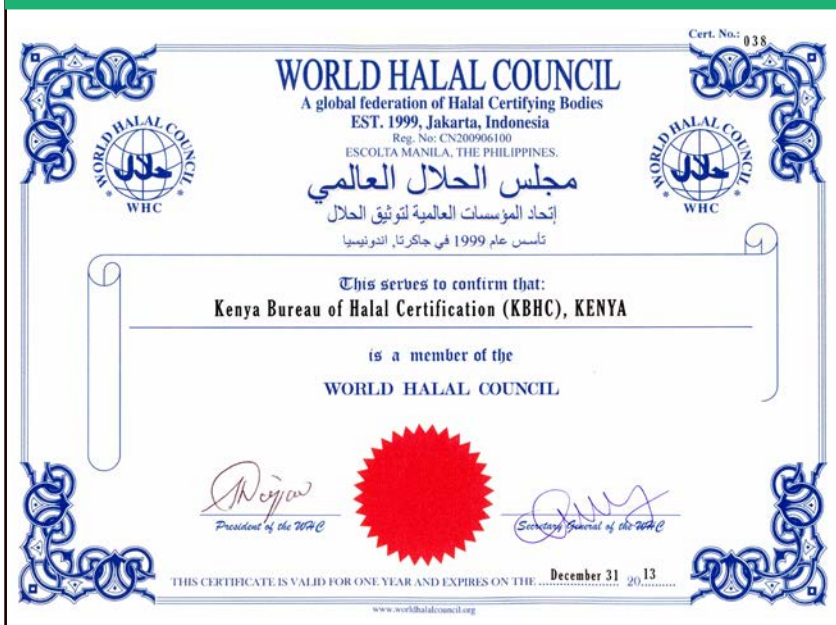 Cert. No.: 038
WORLD HALAL COUNCIL
A global federation of Halal Certifying Bodies
EST. 1999, Jakarta, Indonesia
Reg. No: CN200906100
ESCOLTA MANILA, THE PHILIPPINES.
مجلس الحلال العالمي
إتحاد المؤسسات العالمية لتوثيق الحلال
تأسس عام 1999 في جاكرتا, اندونيسيا
WORLD HALAL COUNCIL
حلال
WHC
WORLD HALAL COUNCIL
حلال
WHC
This serves to confirm that:
Kenya Bureau of Halal Certification (KBHC), KENYA
is a member of the
WORLD HALAL COUNCIL
President of the WHC
Secretary General of the WHC
THIS CERTIFICATE IS VALID FOR ONE YEAR AND EXPIRES ON THE ...December 31 20.13...
www.worldhalalcouncil.org